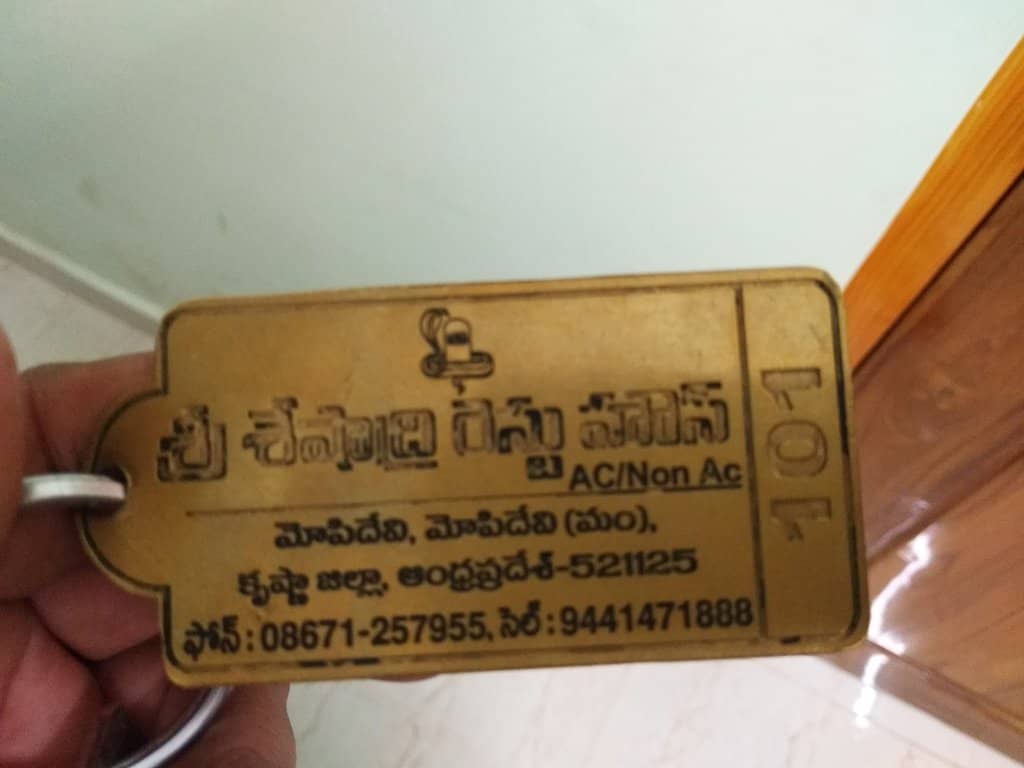 శ్రీ శేషాద్రి రెస్టు హౌస్
AC/Non Ac
మోపిదేవి, మోపిదేవి (మం),
కృష్ణా జిల్లా, ఆంధ్రప్రదేశ్-521125
ఫోన్ : 08671-257955, సెల్ : 9441471888
101